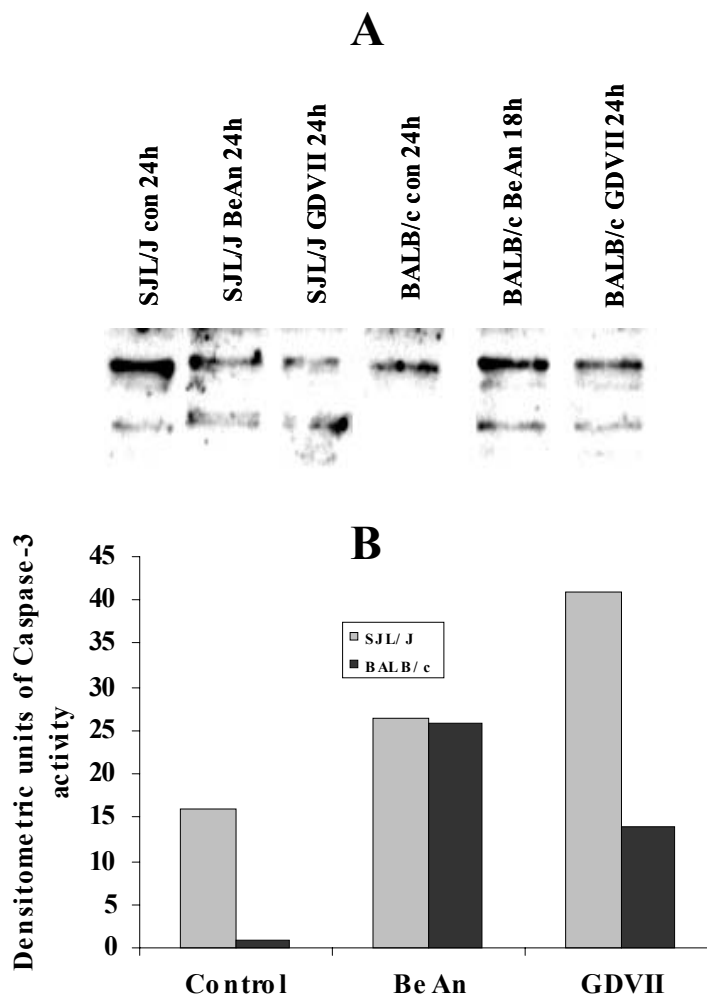 A
SJL/J con 24h
SJL/J BeAn 24h
SJL/J GDVII 24h
BALB/c con 24h
BALB/c BeAn 18h
BALB/c GDVII 24h
B
Densitometric units of Caspase-3
activity
45
40
35
30
25
20
15
10
5
0
SJL/J
BALB/c
Control
BeAn
GDVII